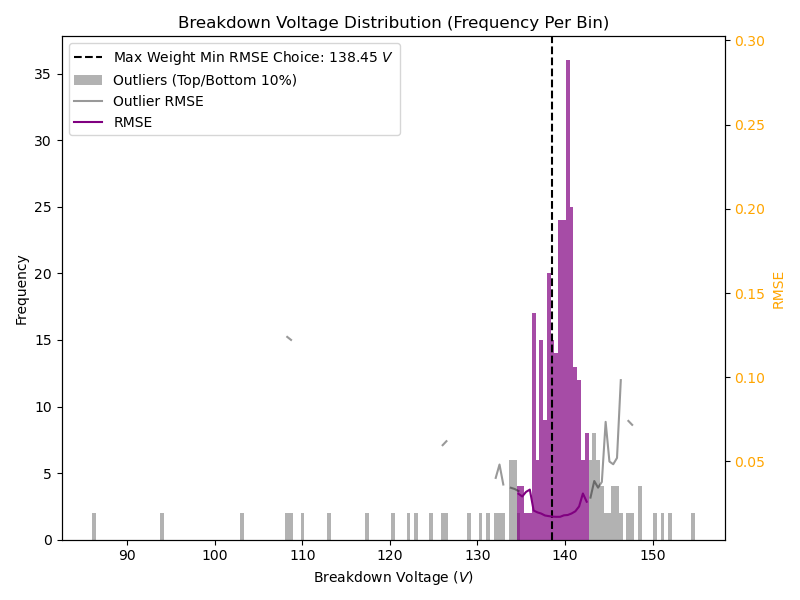 Breakdown Voltage Distribution (Frequency Per Bin)
Max Weight Min RMSE Choice: 138.45 V
Outliers (Top/Bottom 10%)
Outlier RMSE
RMSE
Frequency
35
30
25
20
15
10
5
0
0.30
0.25
0.20
0.15
0.10
0.05
RMSE
90
100
110
120
130
140
150
Breakdown Voltage (V)